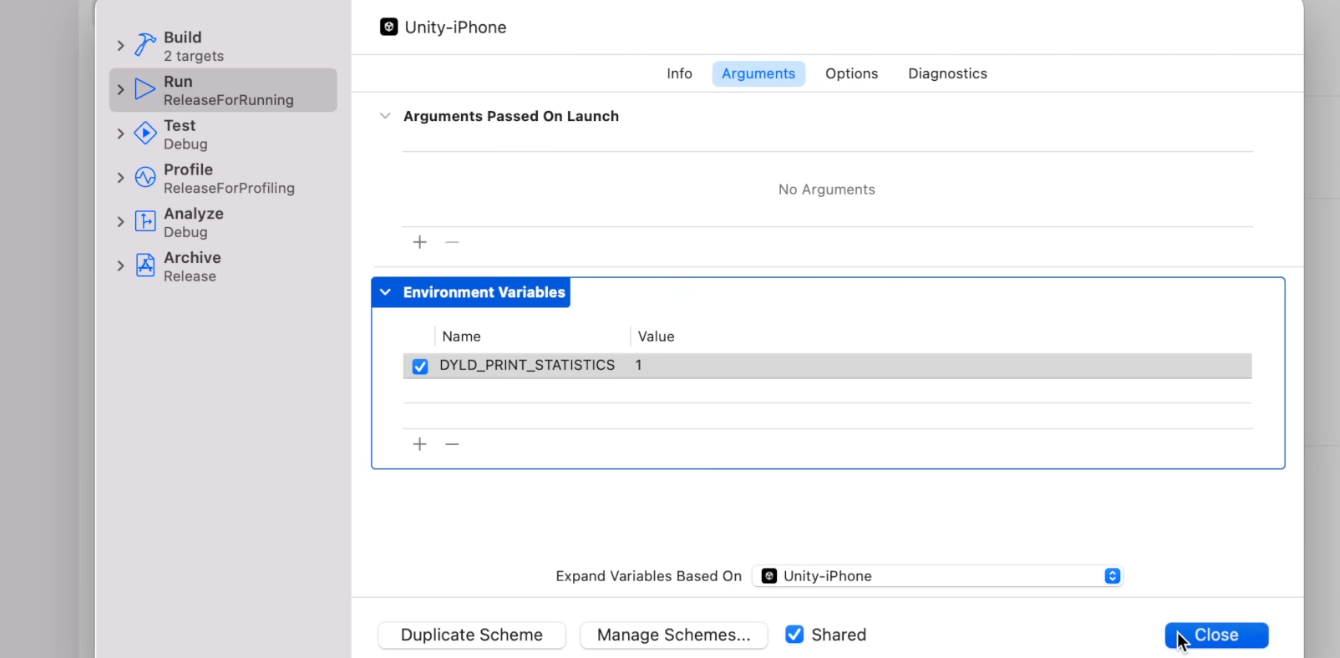 Build
2 targets
Run
ReleaseForRunning
Test
Debug
Profile
ReleaseForProfiling
Analyze
Debug
Archive
Release
Unity-iPhone
Info Arguments Options Diagnostics
Arguments Passed On Launch
No Arguments
Environment Variables
Name Value
DYLD_PRINT_STATISTICS 1
Expand Variables Based On Unity-iPhone
Duplicate Scheme Manage Schemes... Shared Close